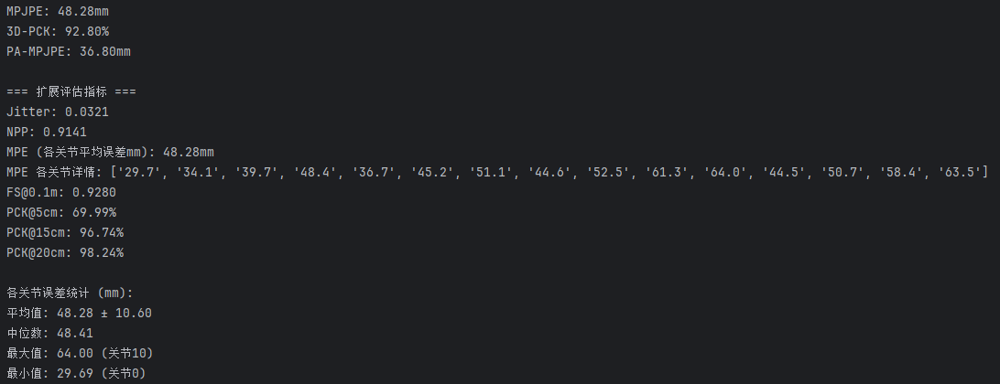 MPJPE: 48.28mm
3D-PCK: 92.80%
PA-MPJPE: 36.80mm
=== 扩展评估指标 ===
Jitter: 0.0321
NPP: 0.9141
MPE (各关节平均误差mm): 48.28mm
MPE 各关节详情: ['29.7', '34.1', '39.7', '48.4', '36.7', '45.2', '51.1', '44.6', '52.5', '61.3', '64.0', '44.5', '50.7', '58.4', '63.5']
FS@0.1m: 0.9280
PCK@5cm: 69.99%
PCK@15cm: 96.74%
PCK@20cm: 98.24%
各关节误差统计 (mm):
平均值: 48.28 ± 10.60
中位数: 48.41
最大值: 64.00 (关节10)
最小值: 29.69 (关节0)